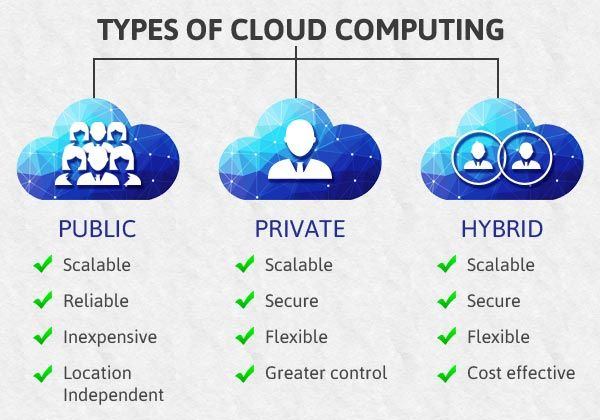 TYPES OF CLOUD COMPUTING
PUBLIC
Scalable
Reliable
Inexpensive
Location
Independent
PRIVATE
Scalable
Secure
Flexible
Greater control
HYBRID
Scalable
Secure
Flexible
Cost effective